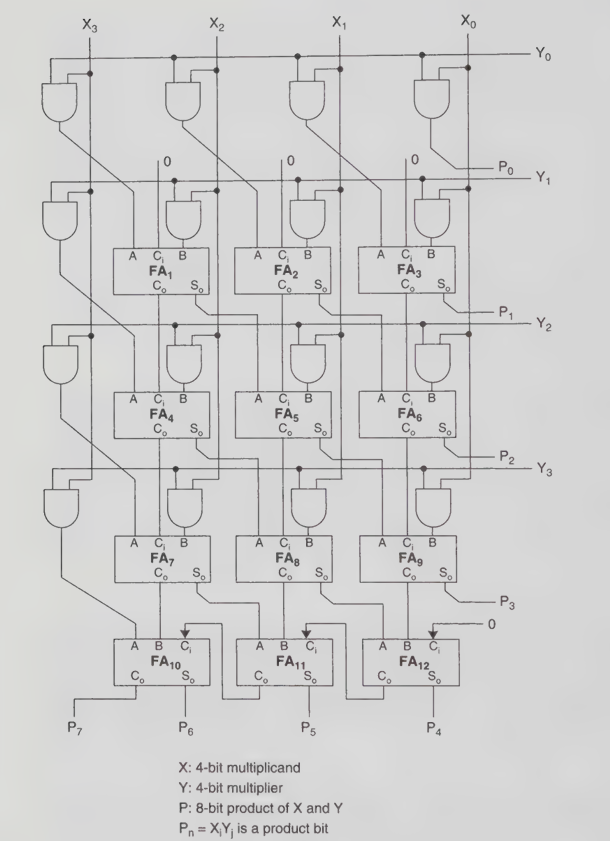 X₃ X₂ X₁ X₀
Y₀
0 0 0
P₀
Y₁
A Cᵢ B A Cᵢ B A Cᵢ B
FA₁ FA₂ FA₃
Cₒ Sₒ Cₒ Sₒ Cₒ Sₒ
P₁
Y₂
A Cᵢ B A Cᵢ B A Cᵢ B
FA₄ FA₅ FA₆
Cₒ Sₒ Cₒ Sₒ Cₒ Sₒ
P₂
Y₃
A Cᵢ B A Cᵢ B A Cᵢ B
FA₇ FA₈ FA₉
Cₒ Sₒ Cₒ Sₒ Cₒ Sₒ
P₃
0
A B Cᵢ A B Cᵢ A B Cᵢ
FA₁₀ FA₁₁ FA₁₂
Cₒ Sₒ Cₒ Sₒ Cₒ Sₒ
P₇ P₆ P₅ P₄
X: 4-bit multiplicand
Y: 4-bit multiplier
P: 8-bit product of X and Y
Pₙ = XᵢYⱼ is a product bit